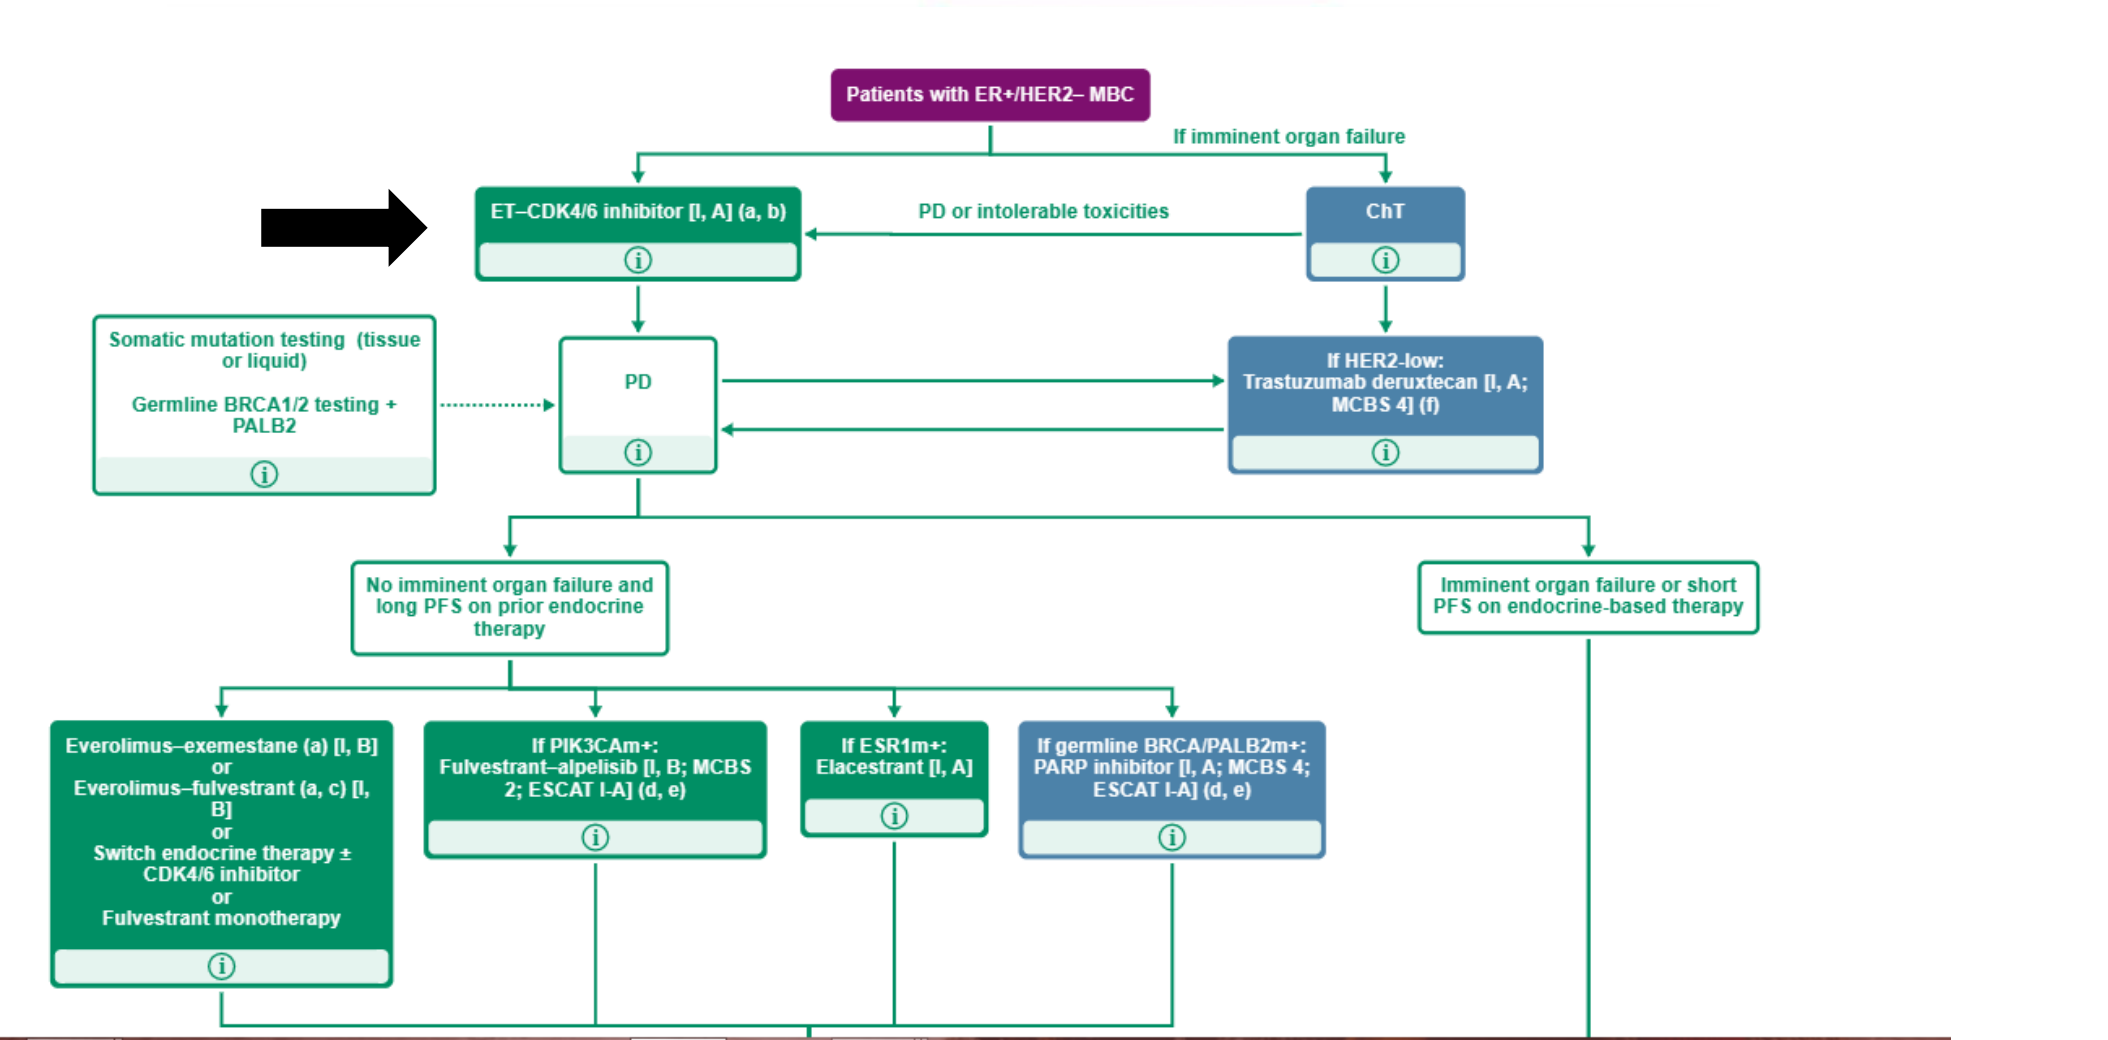 Patients with ER+/HER2– MBC
If imminent organ failure
ET–CDK4/6 inhibitor [I, A] (a, b)
PD or intolerable toxicities
ChT
i
i
Somatic mutation testing (tissue
or liquid)
Germline BRCA1/2 testing +
PALB2
i
PD
i
If HER2-low:
Trastuzumab deruxtecan [I, A;
MCBS 4] (f)
i
No imminent organ failure and
long PFS on prior endocrine
therapy
Imminent organ failure or short
PFS on endocrine-based therapy
Everolimus–exemestane (a) [I, B]
or
Everolimus–fulvestrant (a, c) [I,
B]
or
Switch endocrine therapy ±
CDK4/6 inhibitor
or
Fulvestrant monotherapy
i
If PIK3CAm+:
Fulvestrant–alpelisib [I, B; MCBS
2; ESCAT I-A] (d, e)
i
If ESR1m+:
Elacestrant [I, A]
i
If germline BRCA/PALB2m+:
PARP inhibitor [I, A; MCBS 4;
ESCAT I-A] (d, e)
i